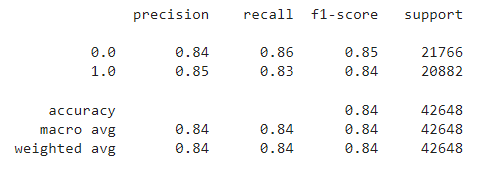 precision recall f1-score support
0.0 0.84 0.86 0.85 21766
1.0 0.85 0.83 0.84 20882
accuracy 0.84 42648
macro avg 0.84 0.84 0.84 42648
weighted avg 0.84 0.84 0.84 42648